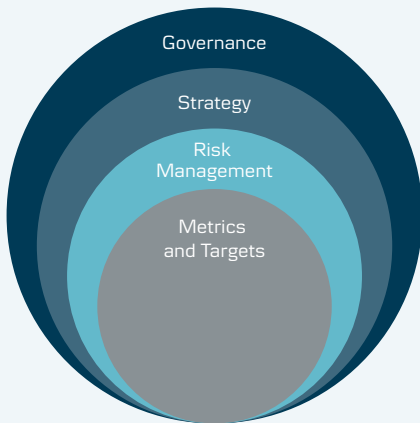 Governance
Strategy
Risk
Management
Metrics
and Targets